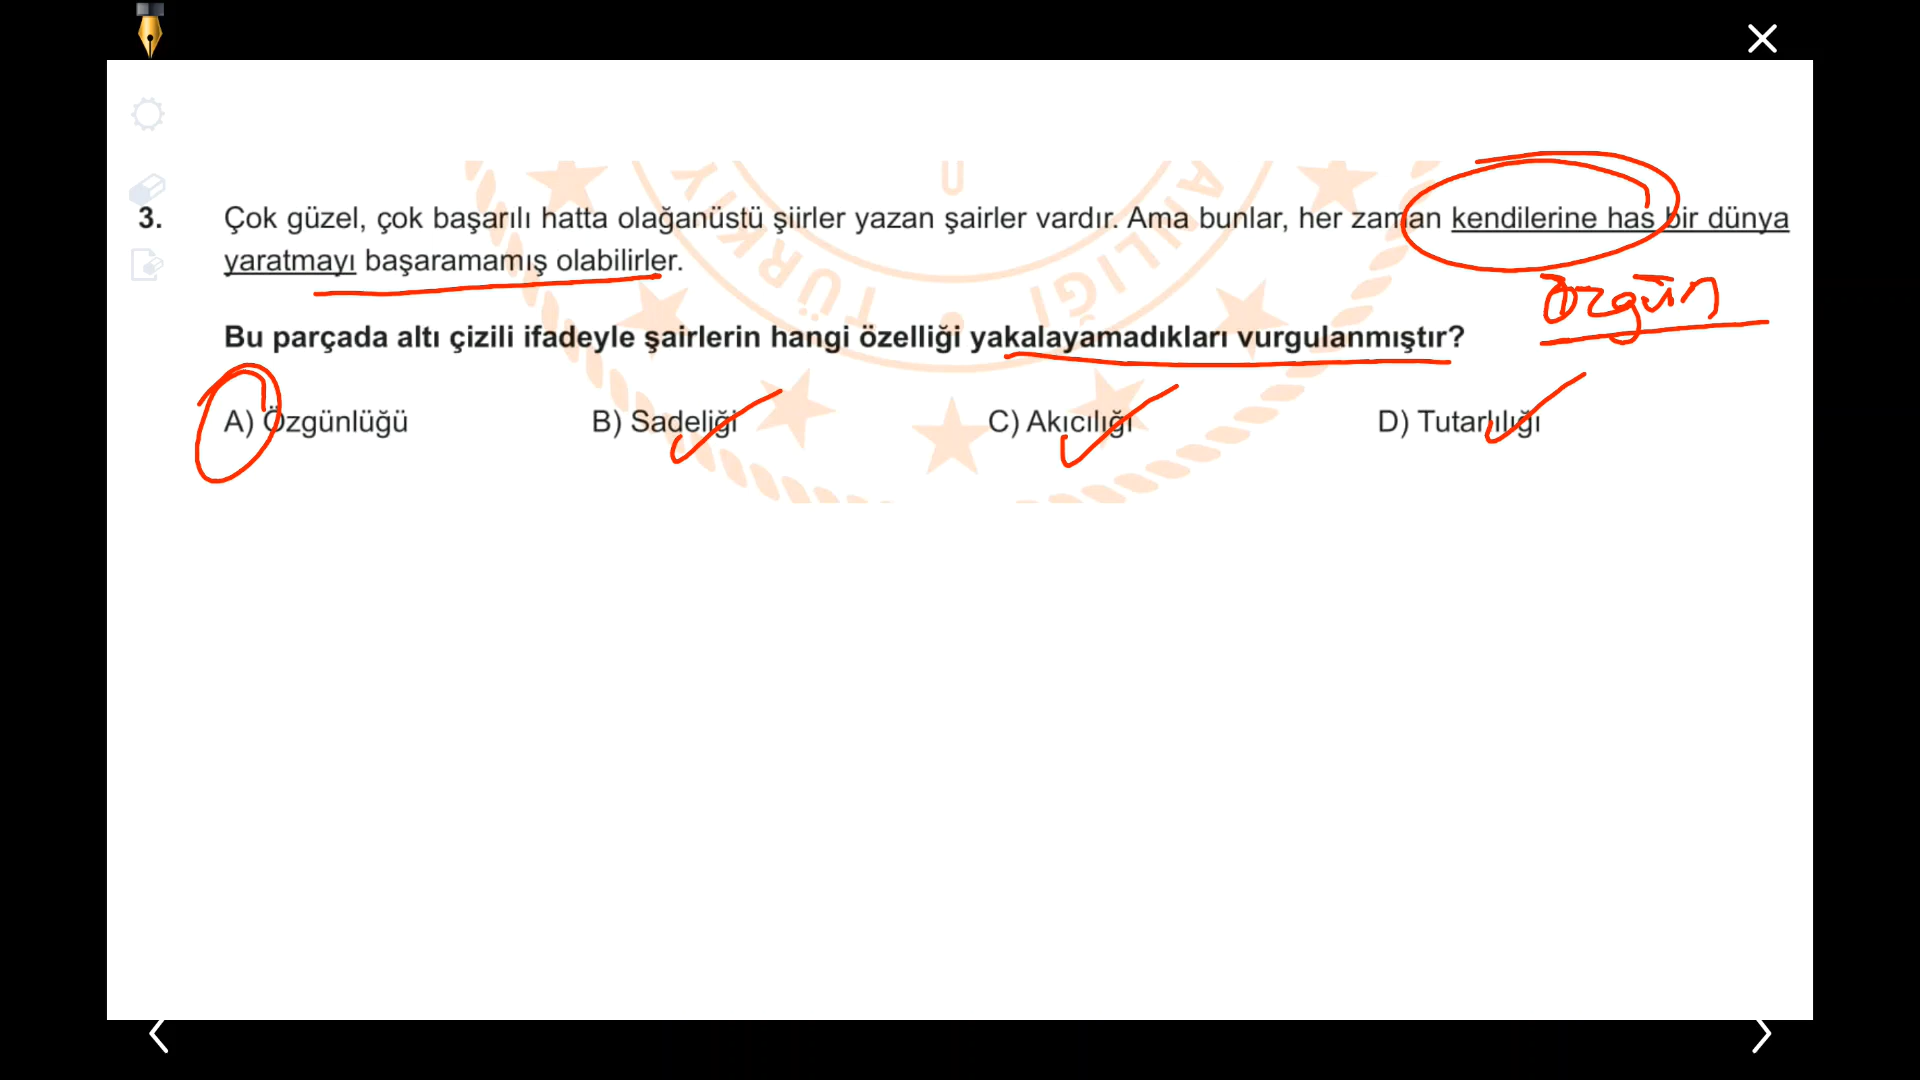 3. Çok güzel, çok başarılı hatta olağanüstü şiirler yazan şairler vardır. Ama bunlar, her zaman kendilerine has bir dünya
yaratmayı başaramamış olabilirler.
özgün
Bu parçada altı çizili ifadeyle şairlerin hangi özelliği yakalayamadıkları vurgulanmıştır?
A) Özgünlüğü B) Sadeliği C) Akıcılığı D) Tutarlılığı